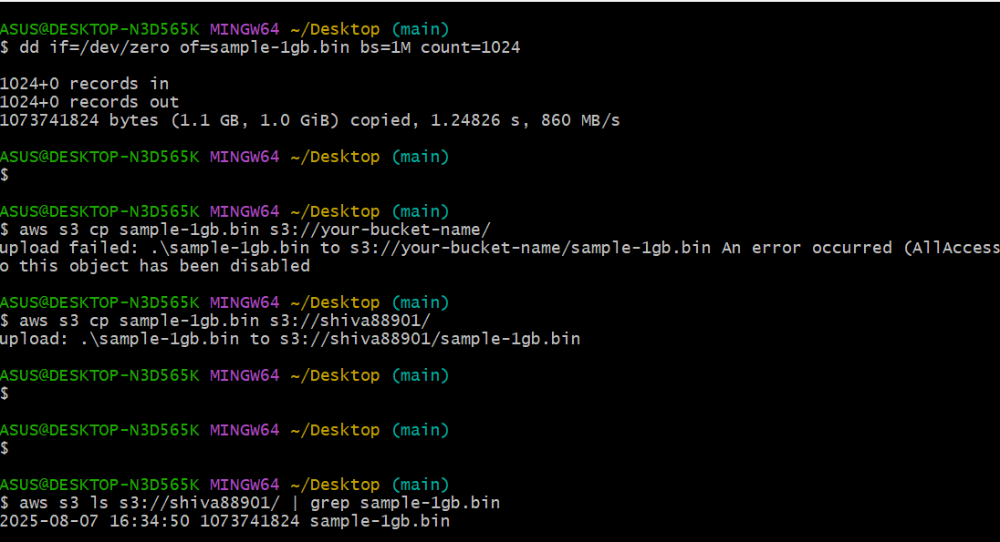 ASUS@DESKTOP-N3D565K MINGW64 ~/Desktop (main)
$ dd if=/dev/zero of=sample-1gb.bin bs=1M count=1024
1024+0 records in
1024+0 records out
1073741824 bytes (1.1 GB, 1.0 GiB) copied, 1.24826 s, 860 MB/s
ASUS@DESKTOP-N3D565K MINGW64 ~/Desktop (main)
$
ASUS@DESKTOP-N3D565K MINGW64 ~/Desktop (main)
$ aws s3 cp sample-1gb.bin s3://your-bucket-name/
upload failed: .\sample-1gb.bin to s3://your-bucket-name/sample-1gb.bin An error occurred (AllAccess
o this object has been disabled
ASUS@DESKTOP-N3D565K MINGW64 ~/Desktop (main)
$ aws s3 cp sample-1gb.bin s3://shiva88901/
upload: .\sample-1gb.bin to s3://shiva88901/sample-1gb.bin
ASUS@DESKTOP-N3D565K MINGW64 ~/Desktop (main)
$
ASUS@DESKTOP-N3D565K MINGW64 ~/Desktop (main)
$
ASUS@DESKTOP-N3D565K MINGW64 ~/Desktop (main)
$ aws s3 ls s3://shiva88901/ | grep sample-1gb.bin
2025-08-07 16:34:50 1073741824 sample-1gb.bin